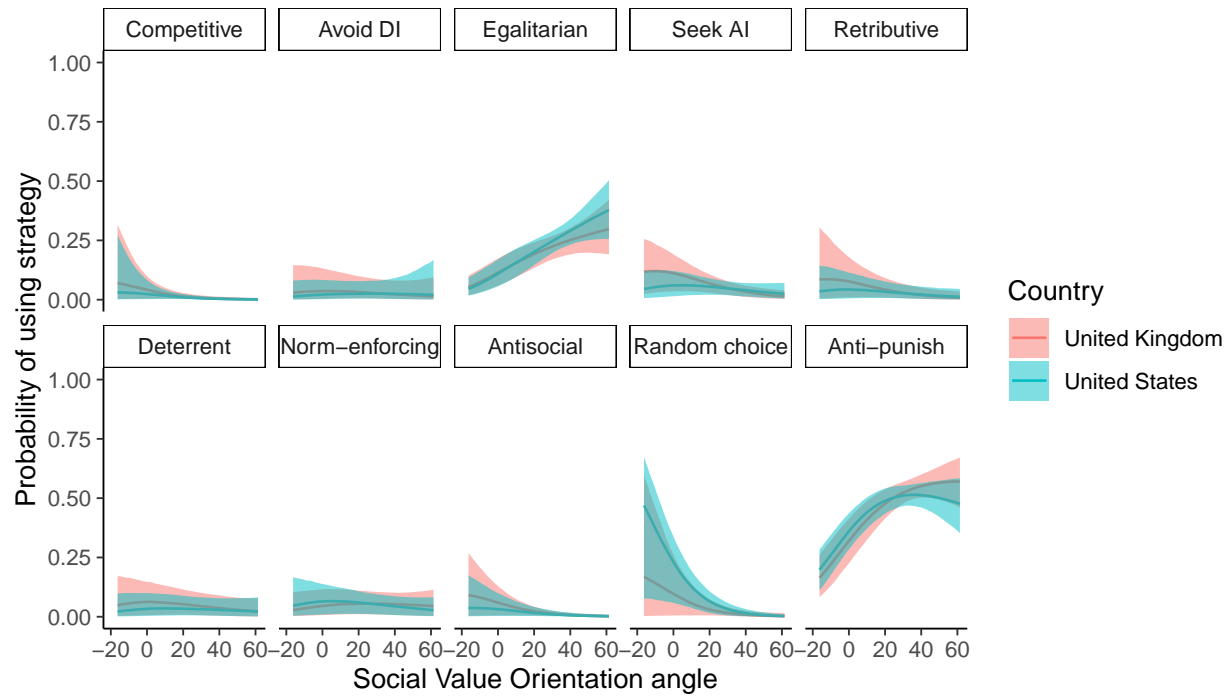 Competitive Avoid DI Egalitarian Seek AI Retributive
1.00
0.75
0.50
0.25
0.00
Deterrent Norm−enforcing Antisocial Random choice Anti−punish
1.00
0.75
0.50
0.25
0.00
−20 0 20 40 60 −20 0 20 40 60 −20 0 20 40 60 −20 0 20 40 60 −20 0 20 40 60
Social Value Orientation angle
Probability of using strategy
Country
United Kingdom
United States